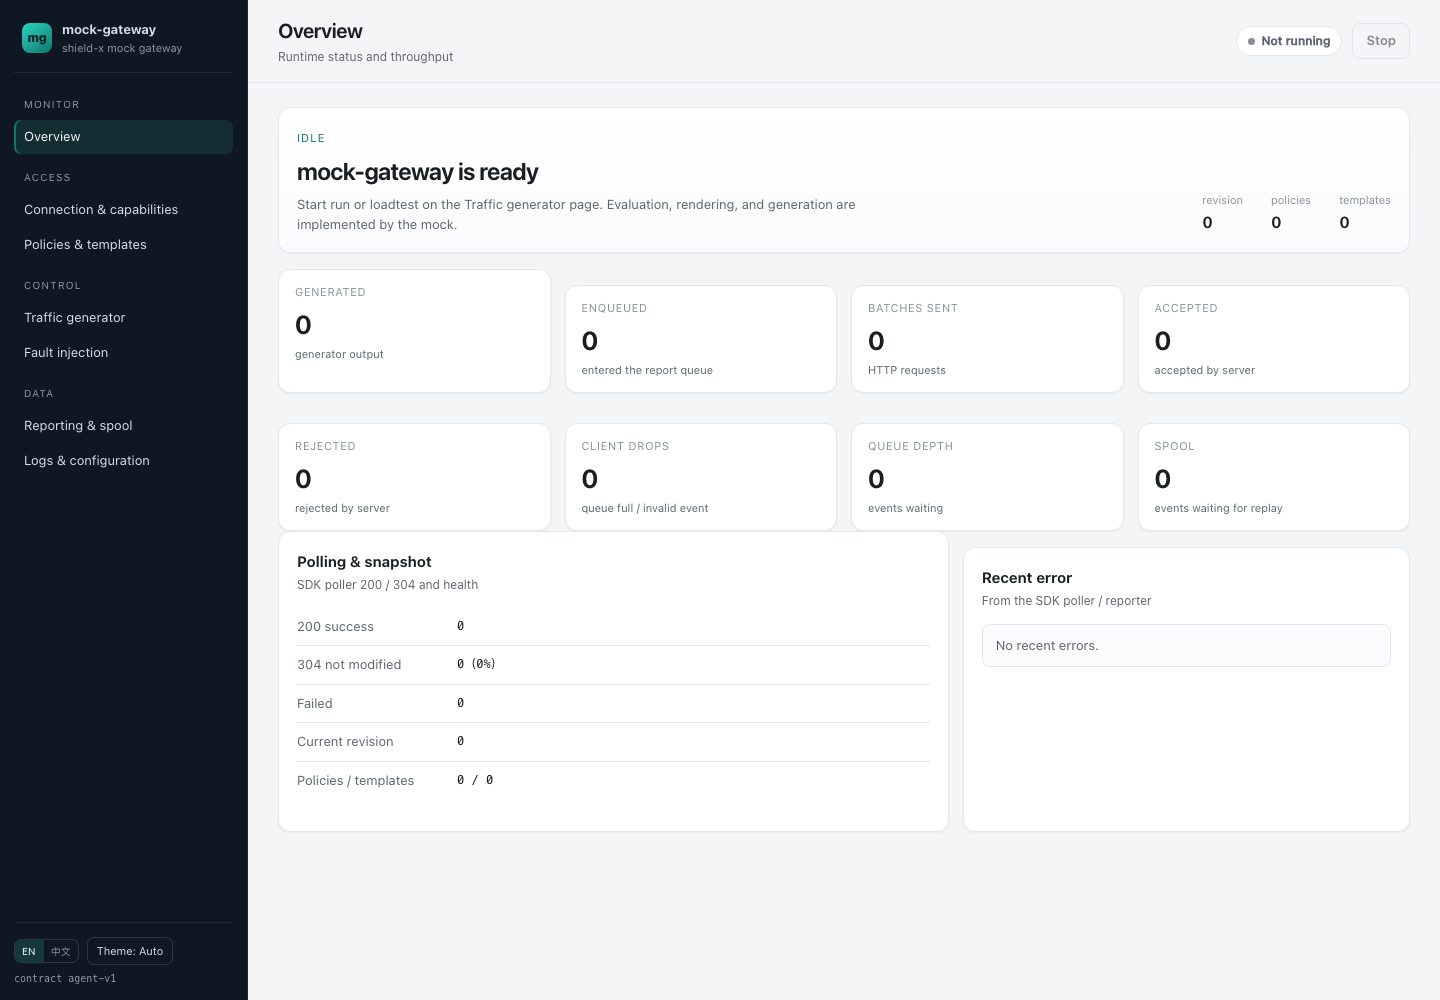 mg
mock-gateway
shield-x mock gateway
MONITOR
Overview
ACCESS
Connection & capabilities
Policies & templates
CONTROL
Traffic generator
Fault injection
DATA
Reporting & spool
Logs & configuration
EN
中文
Theme: Auto
contract agent-v1
Overview
Runtime status and throughput
Not running
Stop
IDLE
mock-gateway is ready
Start run or loadtest on the Traffic generator page. Evaluation, rendering, and generation are
implemented by the mock.
revision
0
policies
0
templates
0
GENERATED
0
generator output
ENQUEUED
0
entered the report queue
BATCHES SENT
0
HTTP requests
ACCEPTED
0
accepted by server
REJECTED
0
rejected by server
CLIENT DROPS
0
queue full / invalid event
QUEUE DEPTH
0
events waiting
SPOOL
0
events waiting for replay
Polling & snapshot
SDK poller 200 / 304 and health
200 success 0
304 not modified 0 (0%)
Failed 0
Current revision 0
Policies / templates 0 / 0
Recent error
From the SDK poller / reporter
No recent errors.